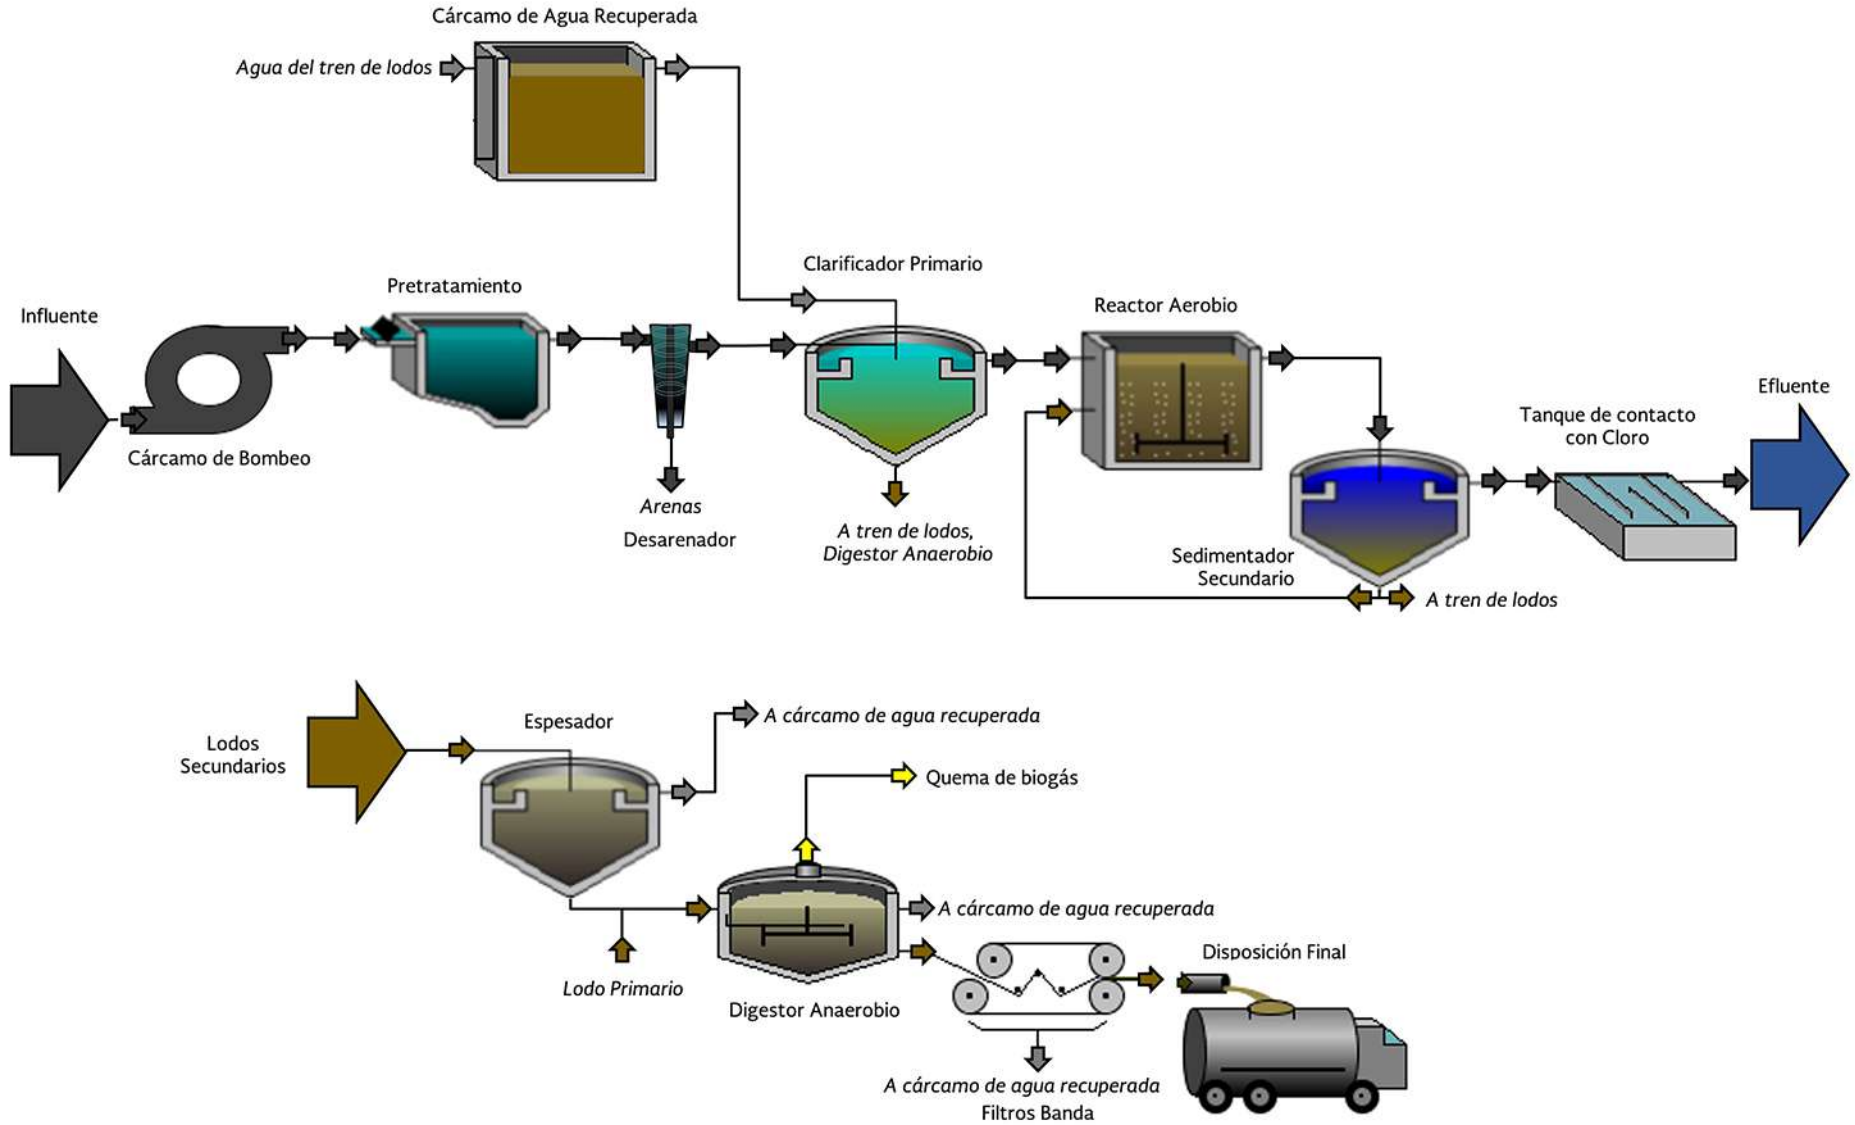 Cárcamo de Agua Recuperada
Agua del tren de lodos
Clarificador Primario
Pretratamiento
Reactor Aerobio
Influente
Efluente
Tanque de contacto
con Cloro
Cárcamo de Bombeo
Arenas
Desarenador
A tren de lodos,
Digestor Anaerobio
Sedimentador
Secundario
A tren de lodos
Lodos
Secundarios
Espesador
A cárcamo de agua recuperada
Quema de biogás
A cárcamo de agua recuperada
Lodo Primario
Digestor Anaerobio
Disposición Final
A cárcamo de agua recuperada
Filtros Banda